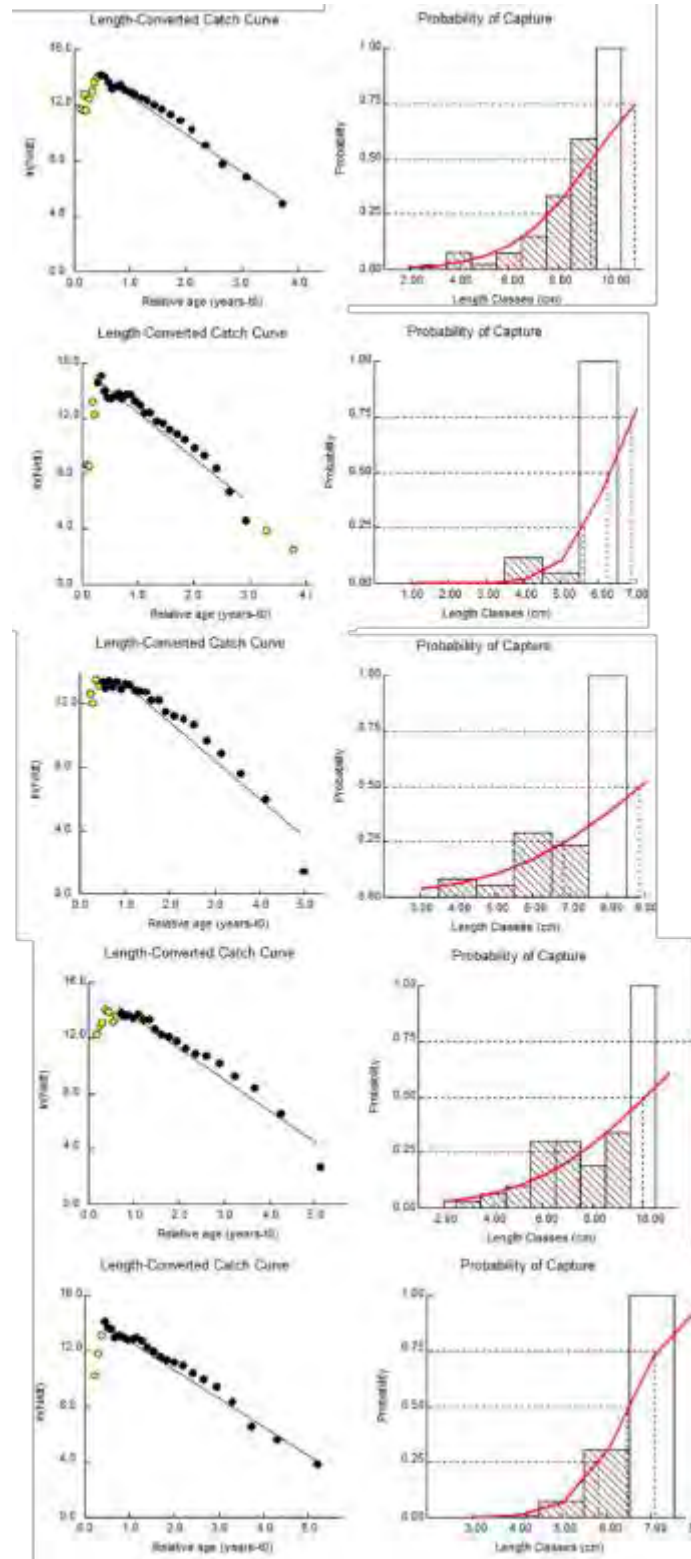 Length-Converted Catch Curve
Probability of Capture
16.0
12.0
8.0
4.0
0.0
ln(N/dt)
0.0 1.0 2.0 3.0 4.0
Relative age (years-t0)
1.00
0.75
0.50
0.25
0.00
Probability
2.00 4.00 6.00 8.00 10.00
Length Classes (cm)
Length-Converted Catch Curve
Probability of Capture
12.0
8.0
4.0
0.0
ln(N/dt)
0.0 1.0 2.0 3.0 4.0
Relative age (years-t0)
1.00
0.75
0.50
0.25
0.00
Probability
1.00 2.00 3.00 4.00 5.00 6.00 7.00
Length Classes (cm)
Length-Converted Catch Curve
Probability of Capture
12.0
8.0
4.0
0.0
ln(N/dt)
0.0 1.0 2.0 3.0 4.0 5.0
Relative age (years-t0)
1.00
0.75
0.50
0.25
0.00
Probability
3.00 4.00 5.00 6.00 7.00 8.00 9.00
Length Classes (cm)
Length-Converted Catch Curve
Probability of Capture
16.0
12.0
8.0
4.0
0.0
ln(N/dt)
0.0 1.0 2.0 3.0 4.0 5.0
Relative age (years-t0)
1.00
0.75
0.50
0.25
0.00
Probability
2.00 4.00 6.00 8.00 10.00
Length Classes (cm)
Length-Converted Catch Curve
Probability of Capture
16.0
12.0
8.0
4.0
0.0
ln(N/dt)
0.0 1.0 2.0 3.0 4.0 5.0
Relative age (years-t0)
1.00
0.75
0.50
0.25
0.00
Probability
3.00 4.00 5.00 6.00 7.00
Length Classes (cm)